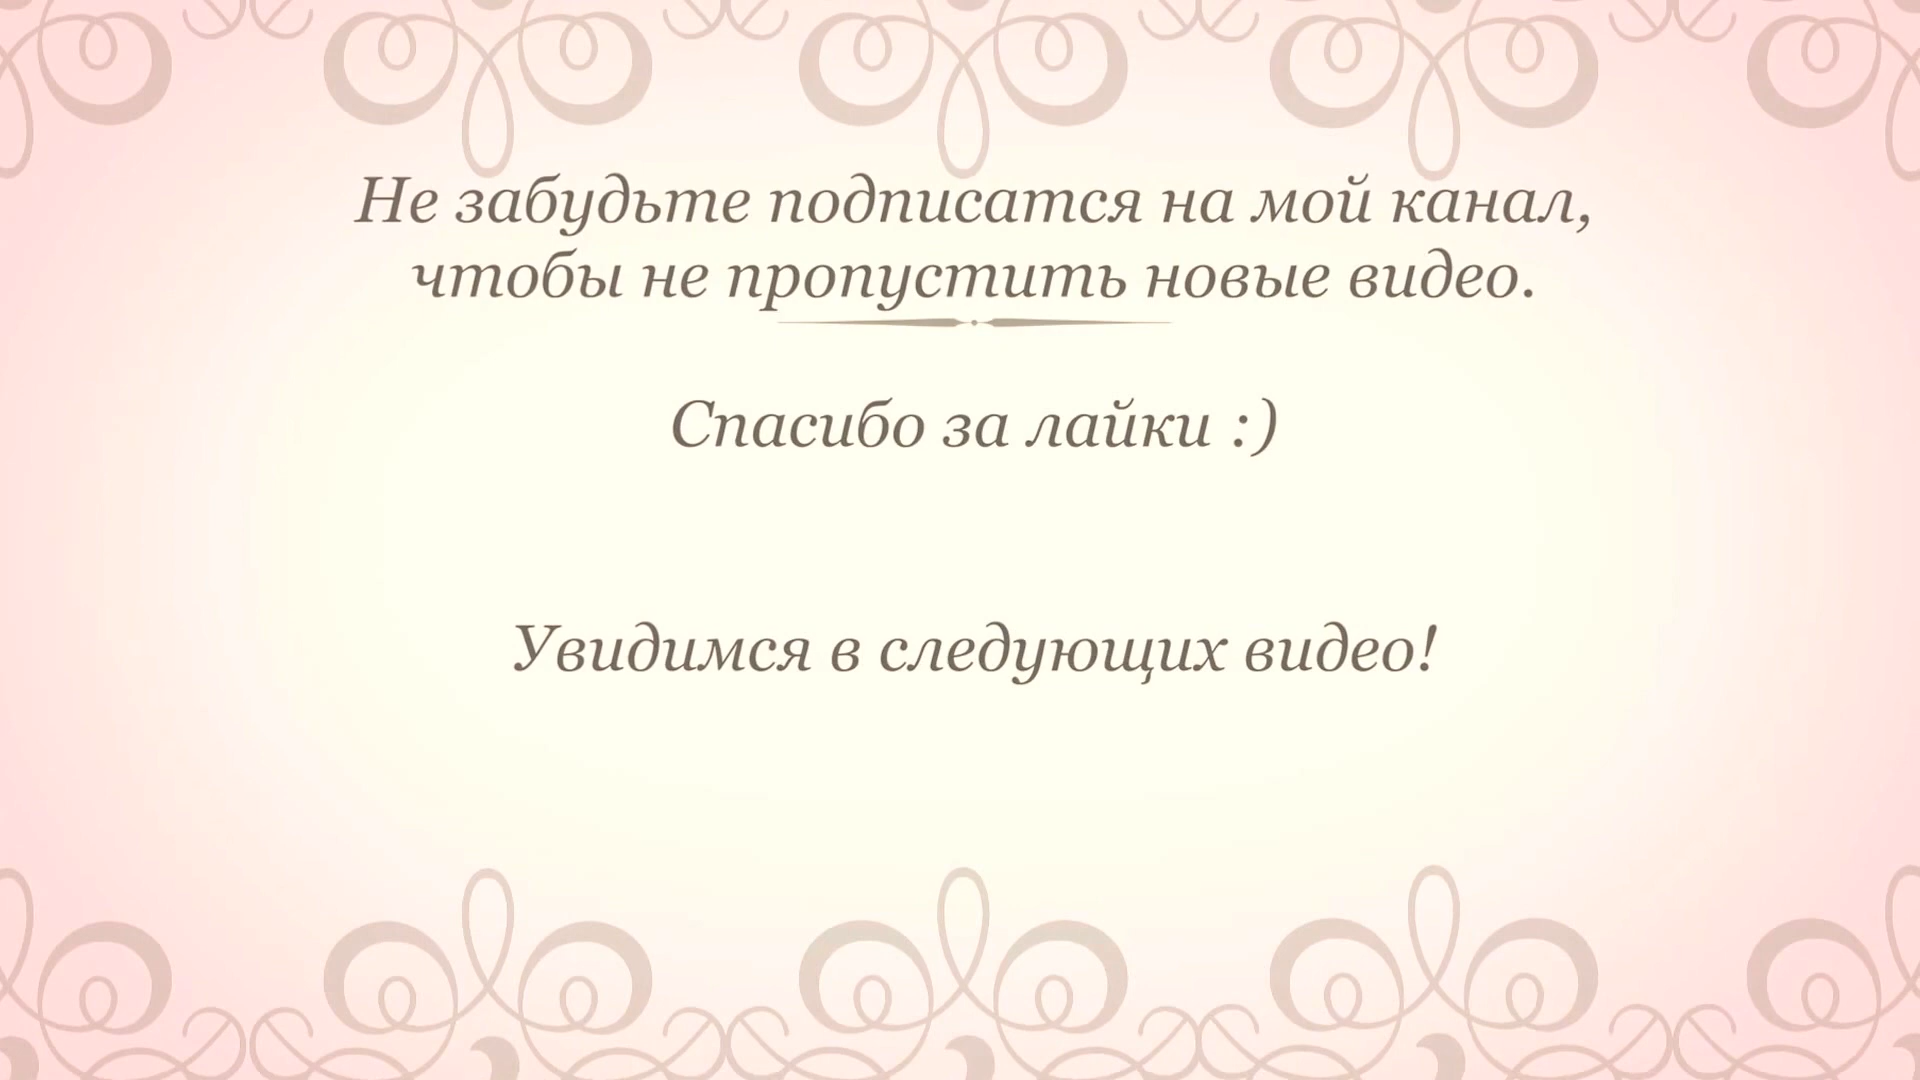 Не забудьте подписатся на мой канал,
чтобы не пропустить новые видео.
Спасибо за лайки :)
Увидимся в следующих видео!